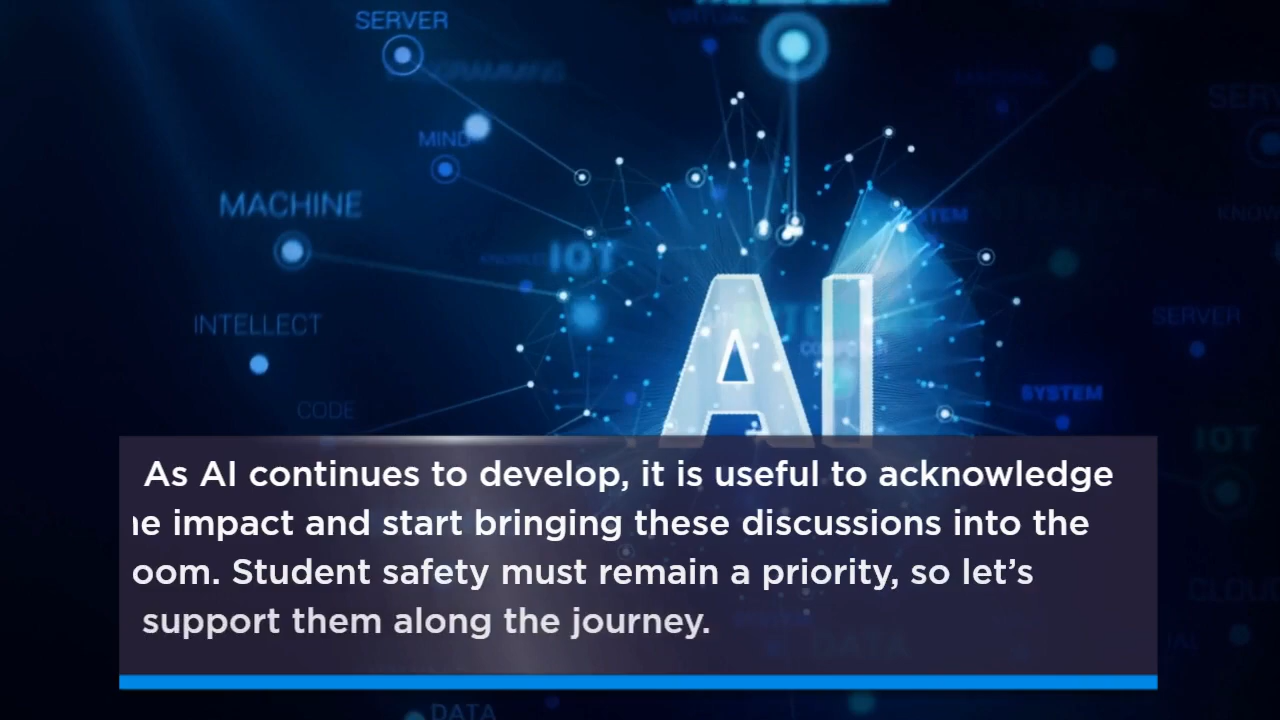 SERVER
VIRTUAL
MIND
MACHINE
IOT
SYSTEM
INTELLECT
SERVER
COMPUTER
SYSTEM
CODE
IOT
AI
As AI continues to develop, it is useful to acknowledge
e impact and start bringing these discussions into the
oom. Student safety must remain a priority, so let's
support them along the journey.
DATA
DATA